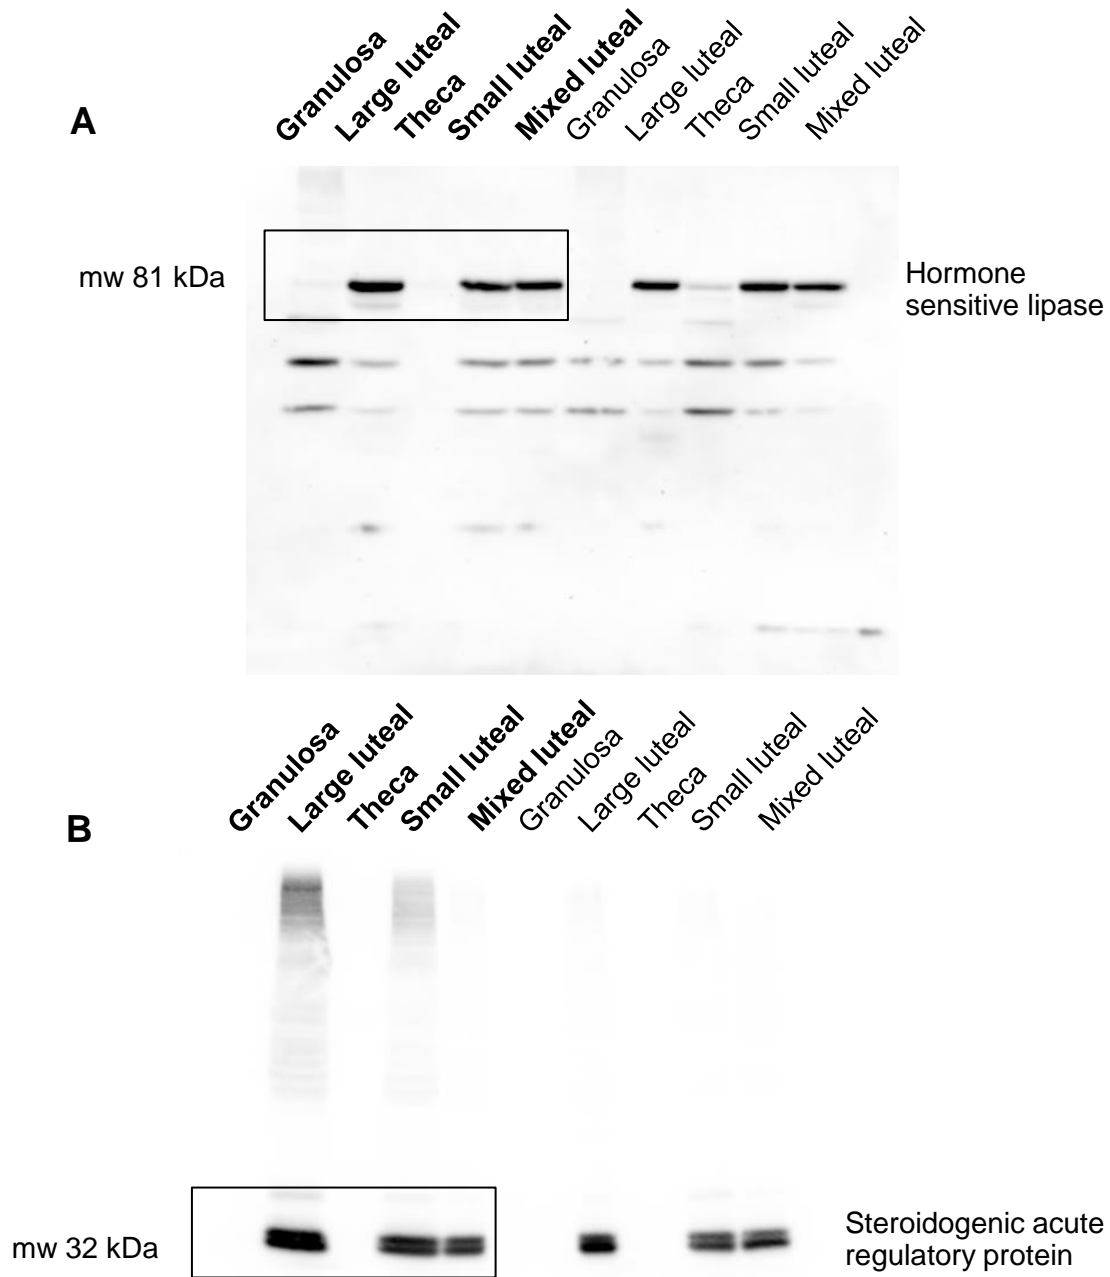 A
Granulosa
Large luteal
Theca
Small luteal
Mixed luteal
Granulosa
Large luteal
Theca
Small luteal
Mixed luteal
mw 81 kDa
Hormone
sensitive lipase
B
Granulosa
Large luteal
Theca
Small luteal
Mixed luteal
Granulosa
Large luteal
Theca
Small luteal
Mixed luteal
mw 32 kDa
Steroidogenic acute
regulatory protein